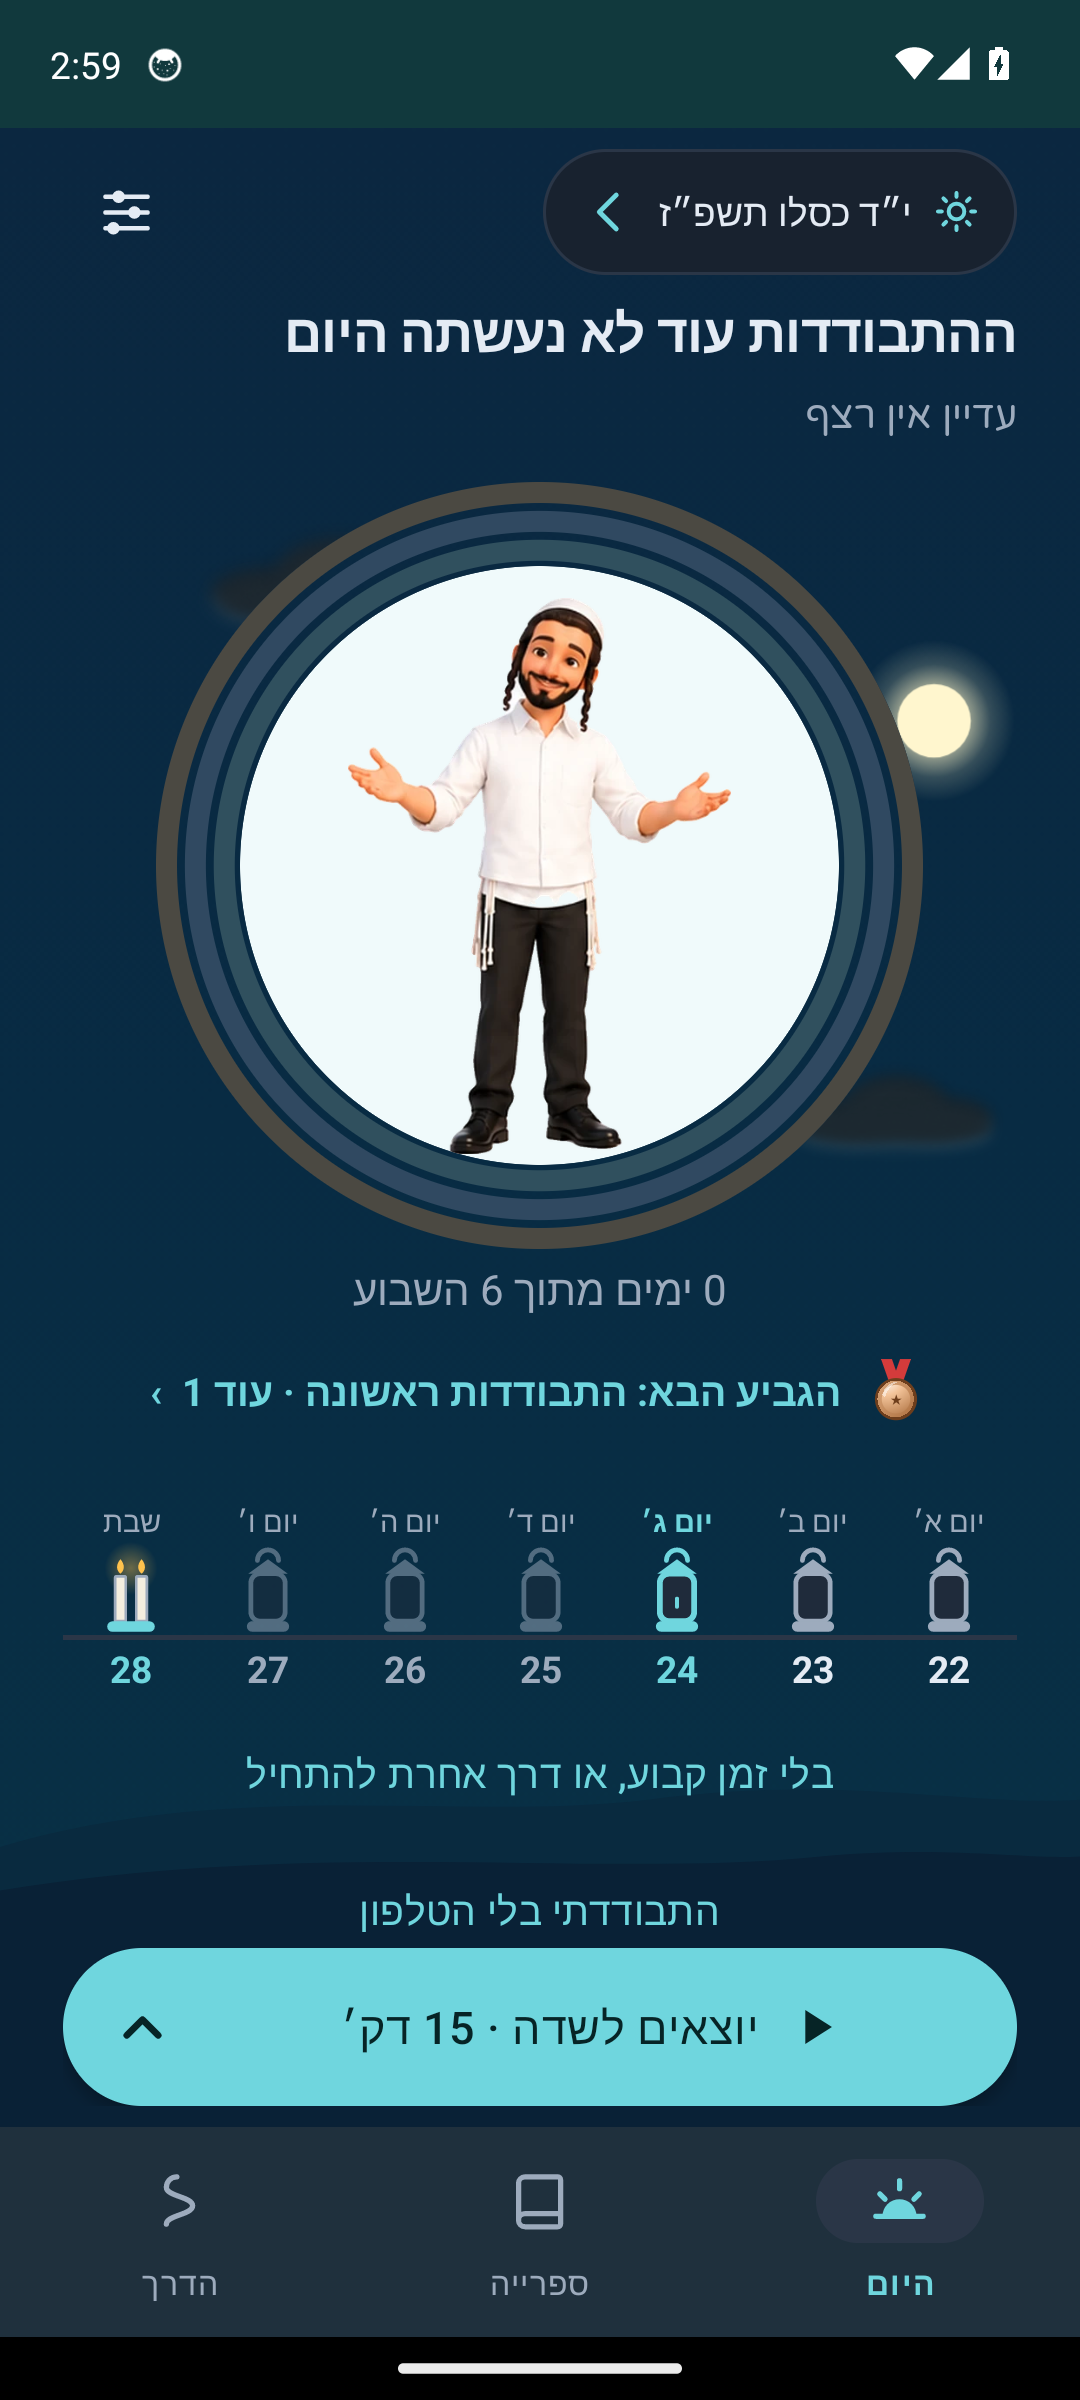 2:59
י״ד כסלו תשפ״ז
ההתבודדות עוד לא נעשתה היום
עדיין אין רצף
0 ימים מתוך 6 השבוע
הגביע הבא: התבודדות ראשונה · עוד 1 ›
יום א׳ יום ב׳ יום ג׳ יום ד׳ יום ה׳ יום ו׳ שבת
22 23 24 25 26 27 28
בלי זמן קבוע, או דרך אחרת להתחיל
התבודדתי בלי הטלפון
יוצאים לשדה · 15 דק׳
היום ספרייה הדרך